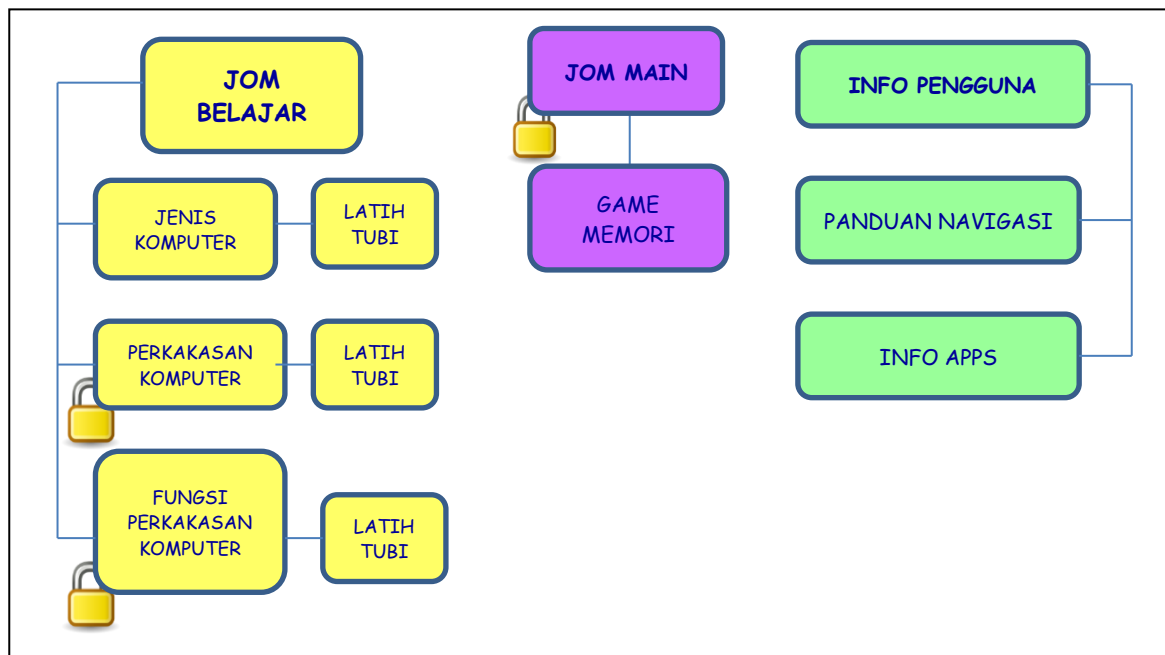 JOM
BELAJAR
JENIS
KOMPUTER
LATIH
TUBI
PERKAKASAN
KOMPUTER
LATIH
TUBI
FUNGSI
PERKAKASAN
KOMPUTER
LATIH
TUBI
JOM MAIN
GAME
MEMORI
INFO PENGGUNA
PANDUAN NAVIGASI
INFO APPS